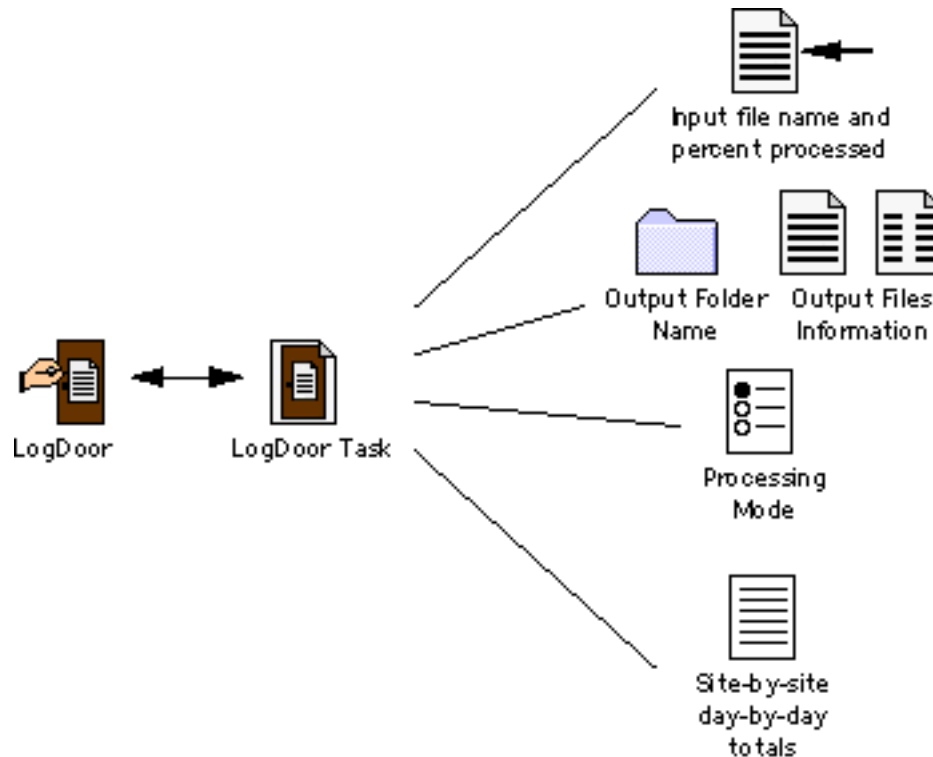 Input file name and
percent processed
Output Folder
Name
Output Files
Information
LogDoor
LogDoor Task
Processing
Mode
Site-by-site
day-by-day
totals